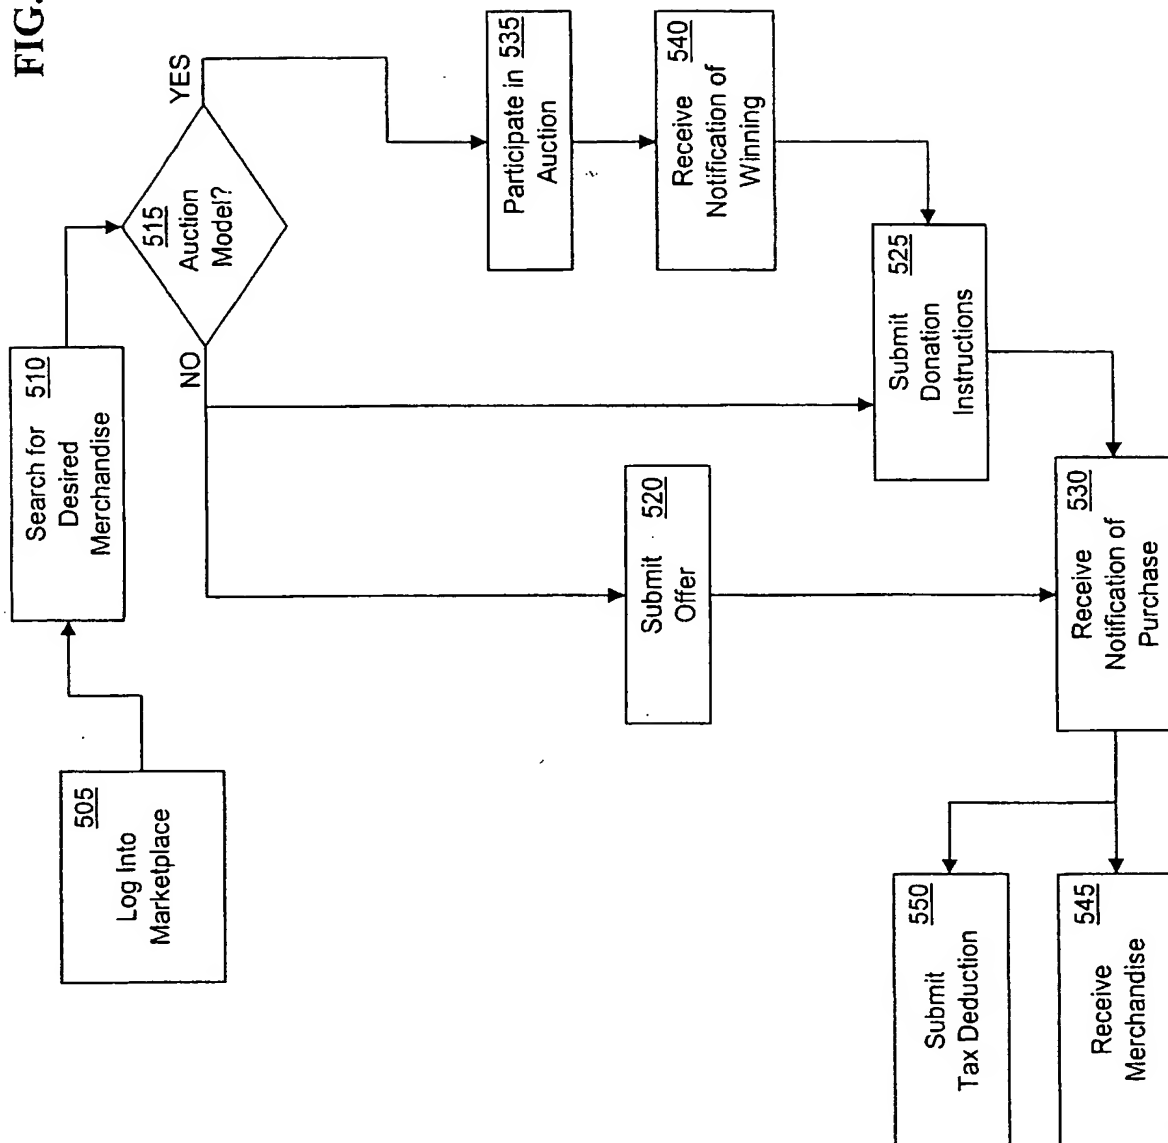 FIG.
505
Log Into
Marketplace
Search for 510
Desired
Merchandise
515
Auction
Model?
YES
NO
Participate in 535
Auction
540
Receive
Notification of
Winning
Submit 520
Offer
Submit 525
Donation
Instructions
530
Receive
Notification of
Purchase
550
Submit
Tax Deduction
545
Receive
Merchandise